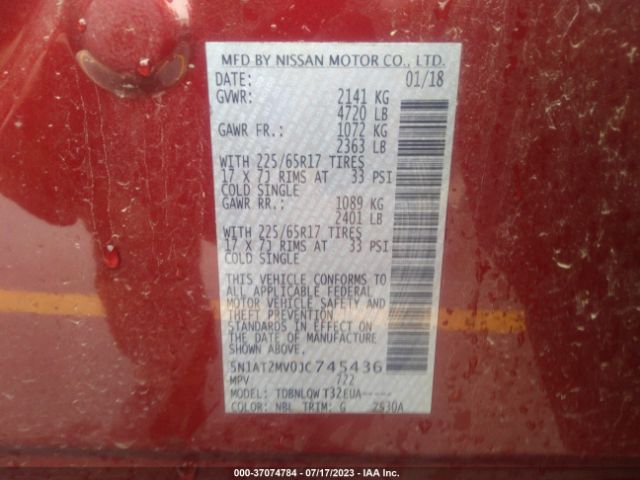 MFD BY NISSAN MOTOR CO., LTD.
DATE: 01/18
GVWR: 2141 KG
4720 LB
GAWR FR.: 1072 KG
2363 LB
WITH 225/65R17 TIRES
17 X 7J RIMS AT 33 PSI
COLD SINGLE
GAWR RR.: 1089 KG
2401 LB
WITH 225/65R17 TIRES
17 X 7J RIMS AT 33 PSI
COLD SINGLE
THIS VEHICLE CONFORMS TO
ALL APPLICABLE FEDERAL
MOTOR VEHICLE SAFETY AND
THEFT PREVENTION
STANDARDS IN EFFECT ON
THE DATE OF MANUFACTURE
SHOWN ABOVE.
5N1AT2MV0JC745436
MPV 722
MODEL: TDBNLQW T32EUA-----
COLOR: NBL TRIM: G 2530A
000-37074784 - 07/17/2023 - IAA Inc.